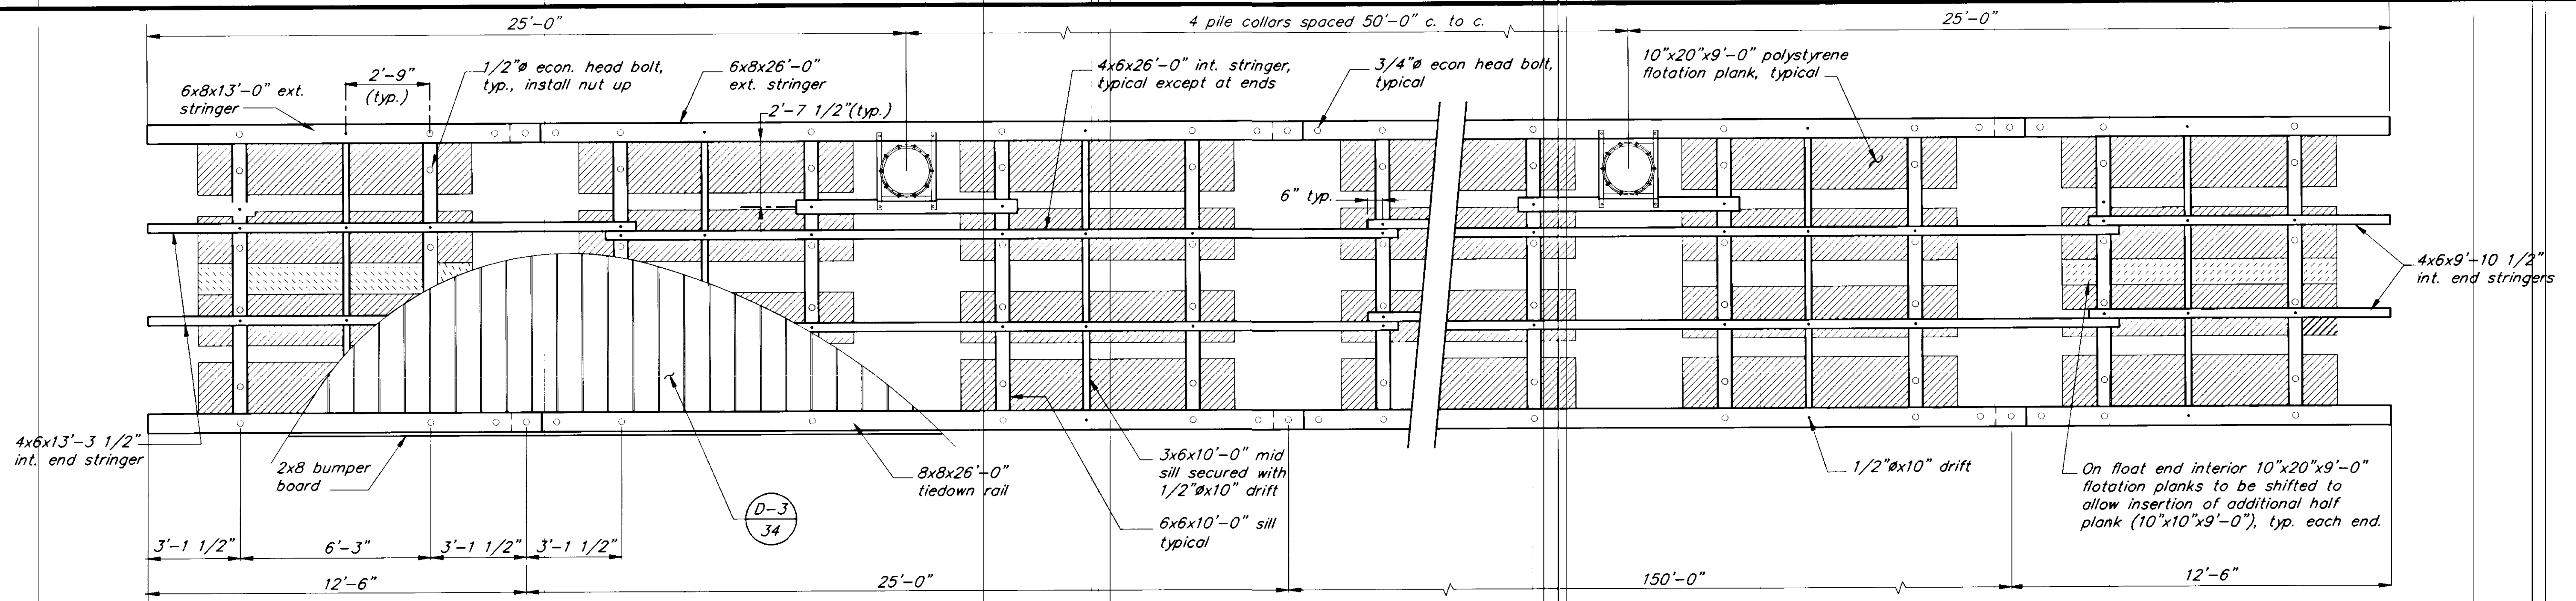 25'-0"
4 pile collars spaced 50'-0" c. to c.
25'-0"
2'-9"
(typ.)
1/2"ø econ. head bolt,
typ., install nut up
6x8x26'-0"
ext. stringer
4x6x26'-0" int. stringer,
typical except at ends
3/4"ø econ head bolt,
typical
10"x20"x9'-0" polystyrene
flotation plank, typical
6x8x13'-0" ext.
stringer
2'-7 1/2"(typ.)
6" typ.
4x6x9'-10 1/2"
int. end stringers
4x6x13'-3 1/2"
int. end stringer
2x8 bumper
board
8x8x26'-0"
tiedown rail
3x6x10'-0" mid
sill secured with
1/2"øx10" drift
6x6x10'-0" sill
typical
1/2"øx10" drift
On float end interior 10"x20"x9'-0"
flotation planks to be shifted to
allow insertion of additional half
plank (10"x10"x9'-0"), typ. each end.
D-3
34
3'-1 1/2"
6'-3"
3'-1 1/2"
3'-1 1/2"
12'-6"
25'-0"
150'-0"
12'-6"